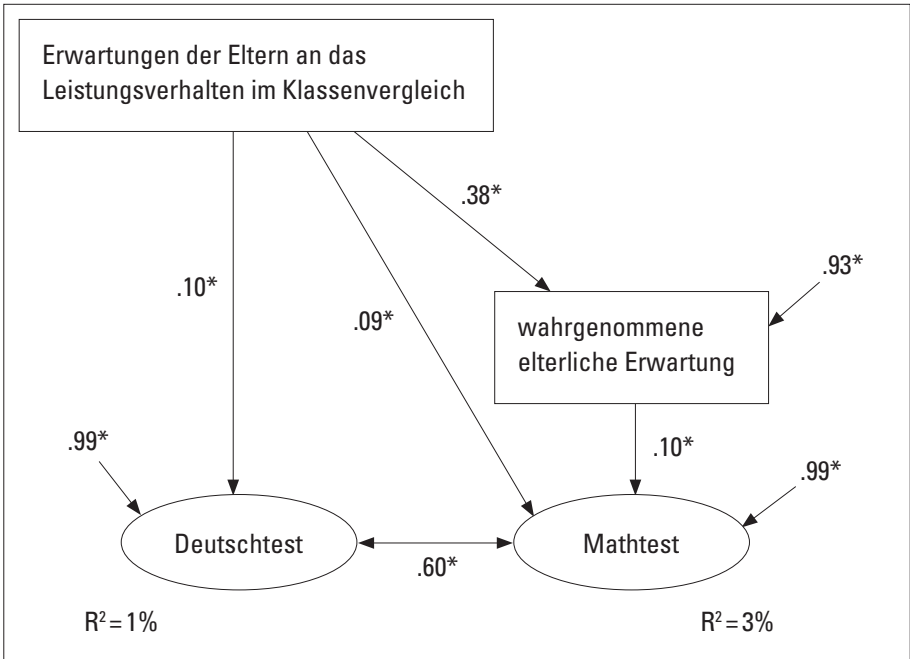 Erwartungen der Eltern an das
Leistungsverhalten im Klassenvergleich
.38*
.93*
.10*
.09*
wahrgenommene
elterliche Erwartung
.99*
.10*
.99*
Deutschtest
Mathtest
.60*
R² = 1%
R² = 3%